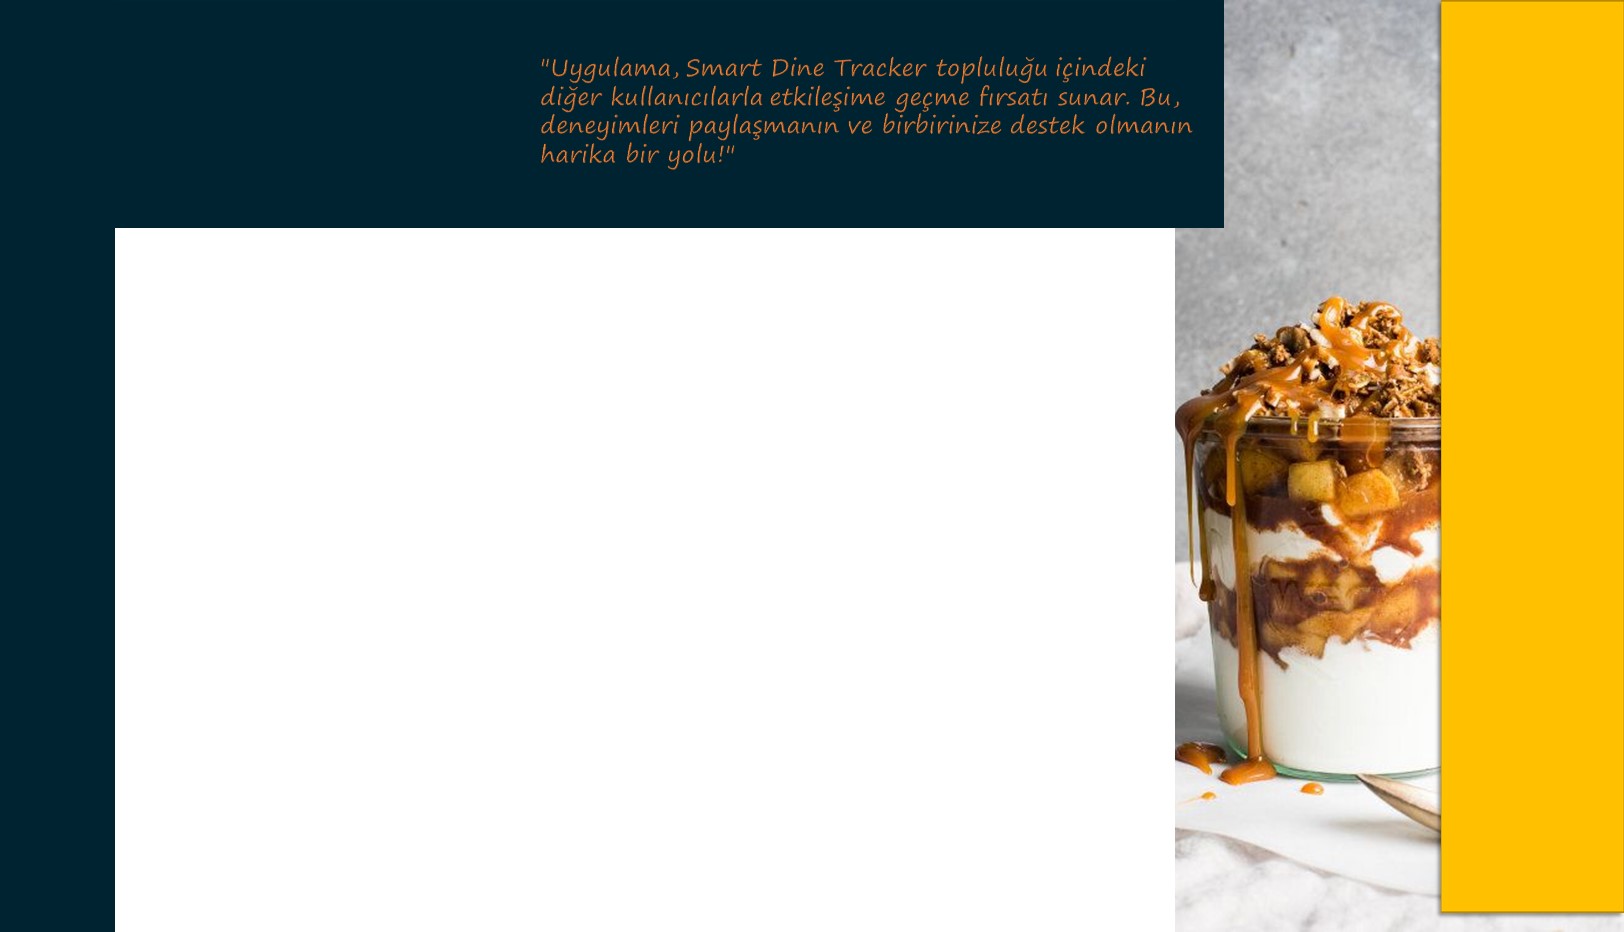 "Uygulama, Smart Dine Tracker topluluğu içindeki
diğer kullanıcılarla etkileşime geçme fırsatı sunar. Bu,
deneyimleri paylaşmanın ve birbirinize destek olmanın
harika bir yolu!"